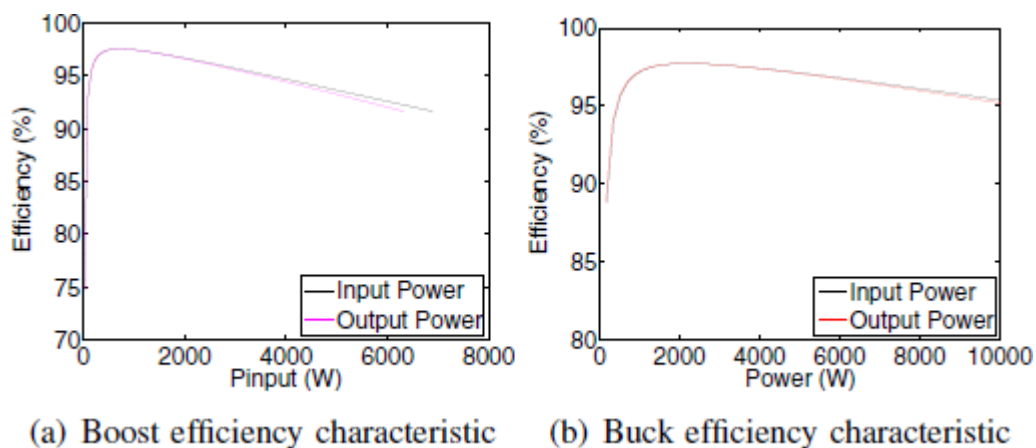 100
95
90
85
80
75
70
Efficiency (%)
0 2000 4000 6000 8000
Pinput (W)
Input Power
Output Power
(a) Boost efficiency characteristic
100
95
90
85
80
Efficiency (%)
0 2000 4000 6000 8000 10000
Power (W)
Input Power
Output Power
(b) Buck efficiency characteristic